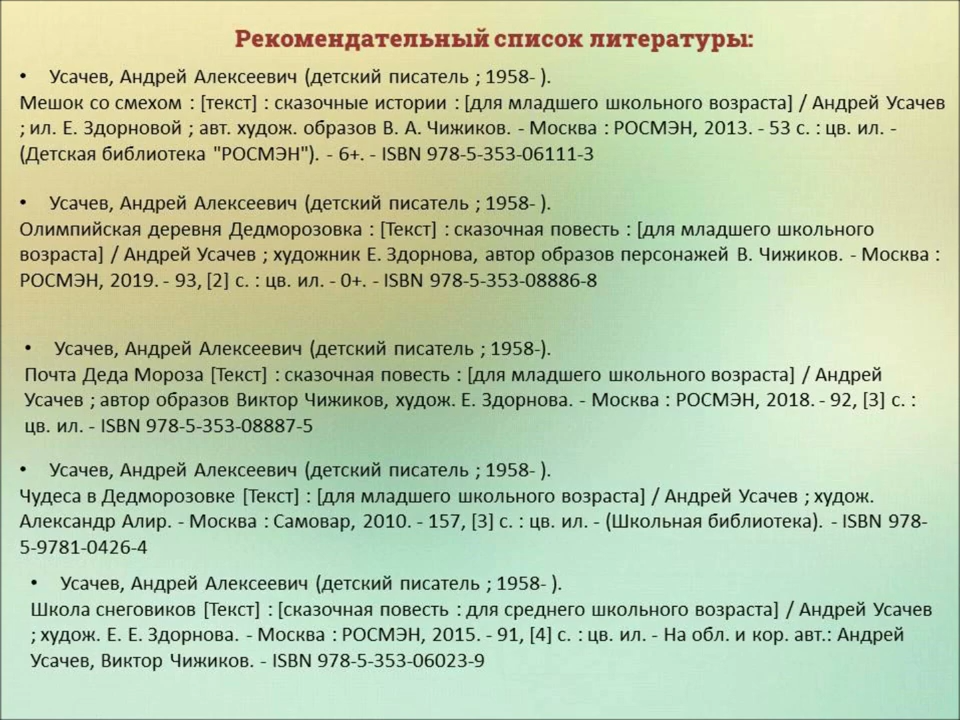 Рекомендательный список литературы:
• Усачев, Андрей Алексеевич (детский писатель ; 1958- ).
Мешок со смехом : [текст] : сказочные истории : [для младшего школьного возраста] / Андрей Усачев
; ил. Е. Здорновой ; авт. худож. образов В. А. Чижиков. - Москва : РОСМЭН, 2013. - 53 с. : цв. ил. -
(Детская библиотека "РОСМЭН"). - 6+. - ISBN 978-5-353-06111-3
• Усачев, Андрей Алексеевич (детский писатель ; 1958- ).
Олимпийская деревня Дедморозовка : [Текст] : сказочная повесть : [для младшего школьного
возраста] / Андрей Усачев ; художник Е. Здорнова, автор образов персонажей В. Чижиков. - Москва :
РОСМЭН, 2019. - 93, [2] с. : цв. ил. - 0+. - ISBN 978-5-353-08886-8
• Усачев, Андрей Алексеевич (детский писатель ; 1958-).
Почта Деда Мороза [Текст] : сказочная повесть : [для младшего школьного возраста] / Андрей
Усачев ; автор образов Виктор Чижиков, худож. Е. Здорнова. - Москва : РОСМЭН, 2018. - 92, [3] с. :
цв. ил. - ISBN 978-5-353-08887-5
• Усачев, Андрей Алексеевич (детский писатель ; 1958- ).
Чудеса в Дедморозовке [Текст] : [для младшего школьного возраста] / Андрей Усачев ; худож.
Александр Алир. - Москва : Самовар, 2010. - 157, [3] с. : цв. ил. - (Школьная библиотека). - ISBN 978-
5-9781-0426-4
• Усачев, Андрей Алексеевич (детский писатель ; 1958- ).
Школа снеговиков [Текст] : [сказочная повесть : для среднего школьного возраста] / Андрей Усачев
; худож. Е. Е. Здорнова. - Москва : РОСМЭН, 2015. - 91, [4] с. : цв. ил. - На обл. и кор. авт.: Андрей
Усачев, Виктор Чижиков. - ISBN 978-5-353-06023-9